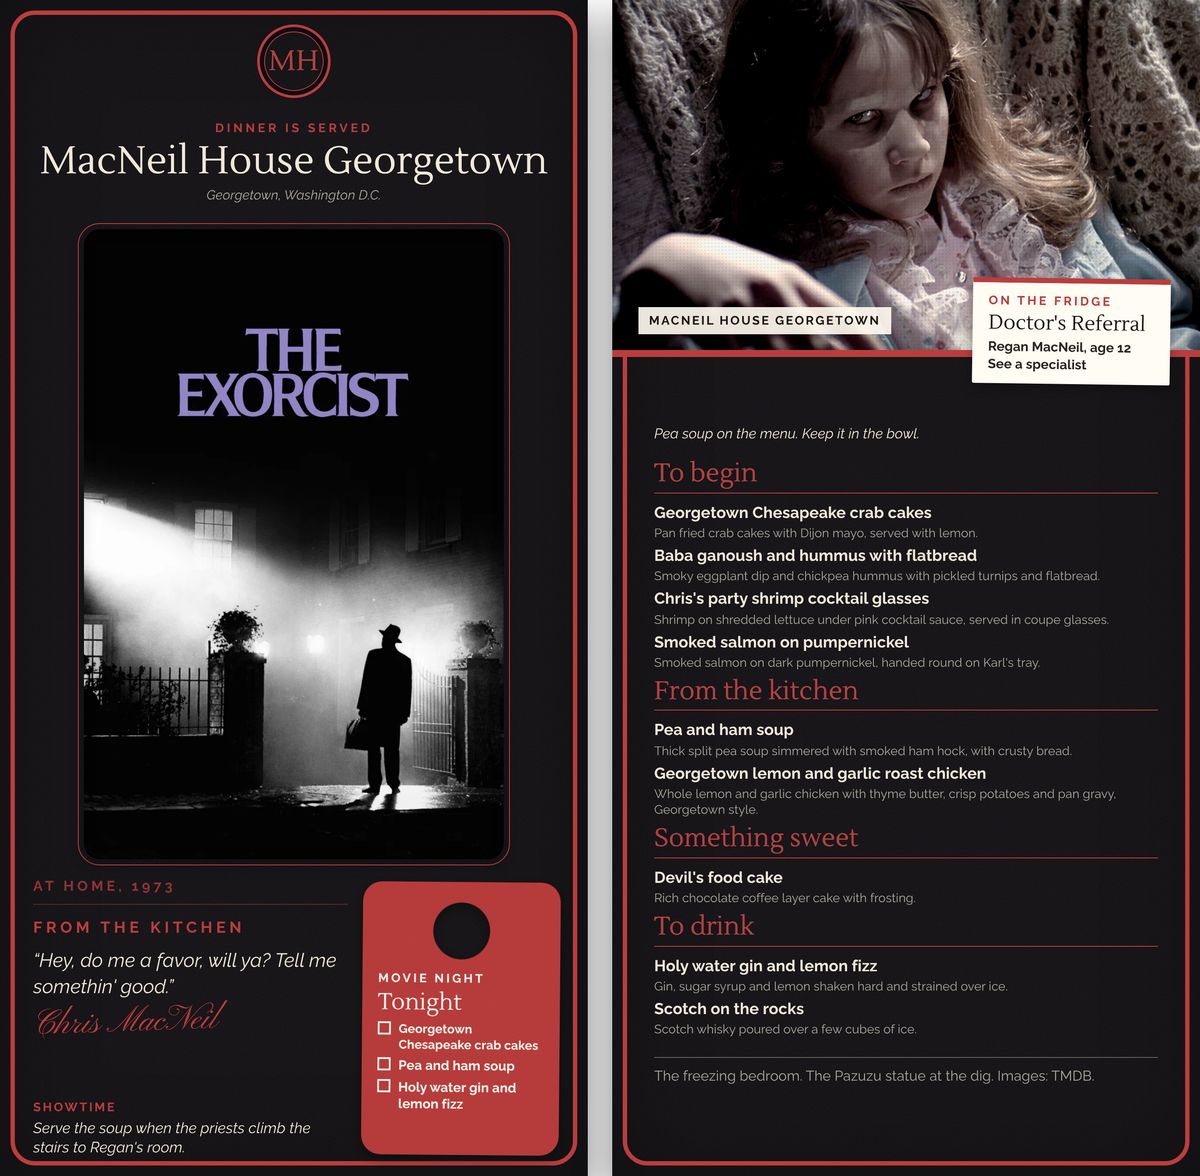 MH
DINNER IS SERVED
MacNeil House Georgetown
Georgetown, Washington D.C.
THE
EXORCIST
AT HOME, 1973
FROM THE KITCHEN
“Hey, do me a favor, will ya? Tell me
somethin' good.”
Chris MacNeil
SHOWTIME
Serve the soup when the priests climb the
stairs to Regan's room.
MOVIE NIGHT
Tonight
Georgetown
Chesapeake crab cakes
Pea and ham soup
Holy water gin and
lemon fizz
MACNEIL HOUSE GEORGETOWN
ON THE FRIDGE
Doctor's Referral
Regan MacNeil, age 12
See a specialist
Pea soup on the menu. Keep it in the bowl.
To begin
Georgetown Chesapeake crab cakes
Pan fried crab cakes with Dijon mayo, served with lemon.
Baba ganoush and hummus with flatbread
Smoky eggplant dip and chickpea hummus with pickled turnips and flatbread.
Chris's party shrimp cocktail glasses
Shrimp on shredded lettuce under pink cocktail sauce, served in coupe glasses.
Smoked salmon on pumpernickel
Smoked salmon on dark pumpernickel, handed round on Karl's tray.
From the kitchen
Pea and ham soup
Thick split pea soup simmered with smoked ham hock, with crusty bread.
Georgetown lemon and garlic roast chicken
Whole lemon and garlic chicken with thyme butter, crisp potatoes and pan gravy,
Georgetown style.
Something sweet
Devil's food cake
Rich chocolate coffee layer cake with frosting.
To drink
Holy water gin and lemon fizz
Gin, sugar syrup and lemon shaken hard and strained over ice.
Scotch on the rocks
Scotch whisky poured over a few cubes of ice.
The freezing bedroom. The Pazuzu statue at the dig. Images: TMDB.